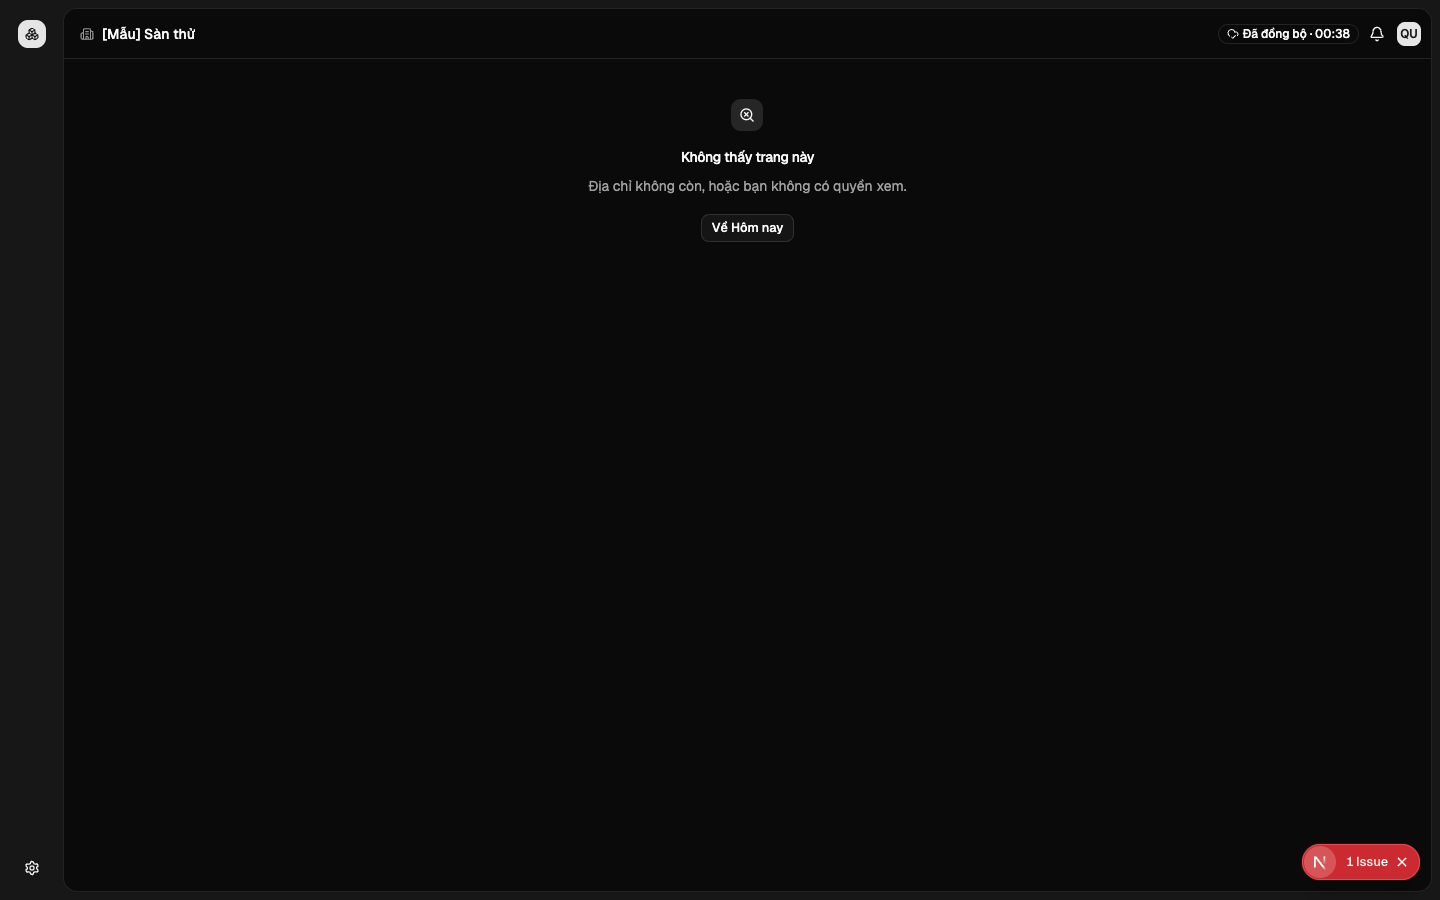 [Mẫu] Sàn thử
Đã đồng bộ · 00:38
QU
Không thấy trang này
Địa chỉ không còn, hoặc bạn không có quyền xem.
Về Hôm nay
N
1 Issue